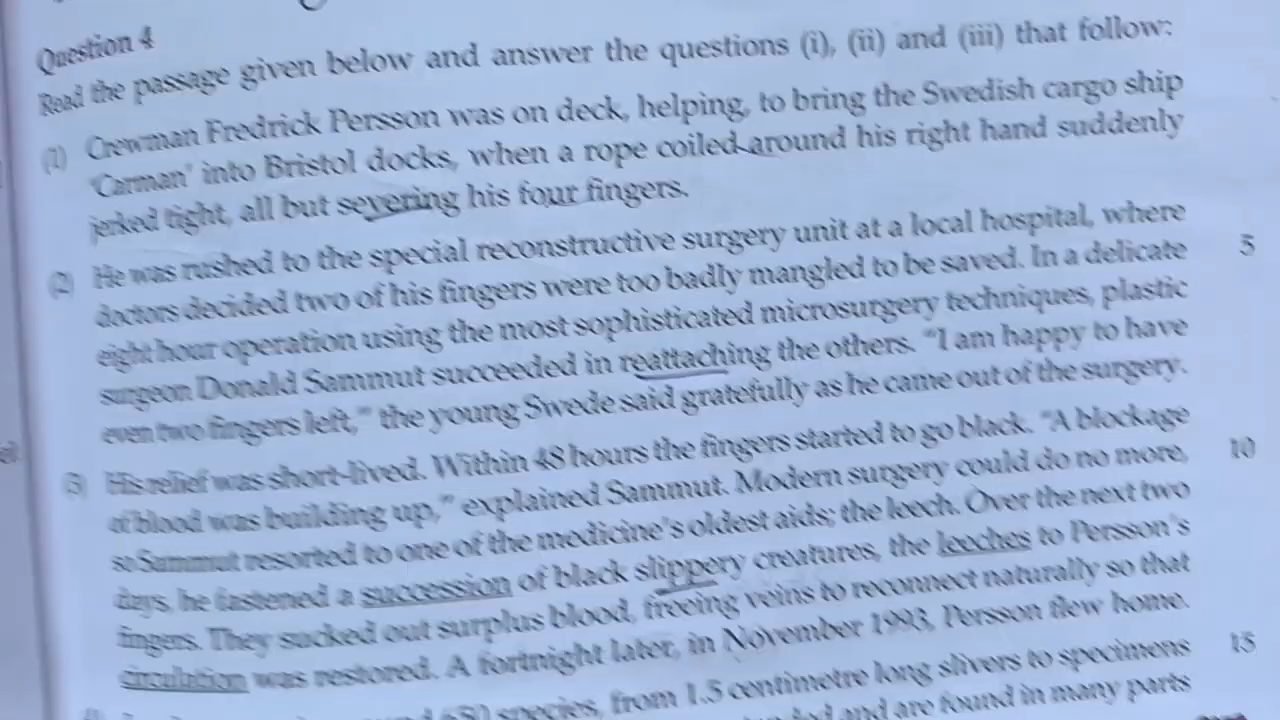 Question 4
Read the passage given below and answer the questions (i), (ii) and (iii) that follow:
(1) Crewman Fredrick Persson was on deck, helping, to bring the Swedish cargo ship
'Carman' into Bristol docks, when a rope coiled around his right hand suddenly
jerked tight, all but severing his four fingers.
(2) He was rushed to the special reconstructive surgery unit at a local hospital, where
doctors decided two of his fingers were too badly mangled to be saved. In a delicate 5
eight hour operation using the most sophisticated microsurgery techniques, plastic
surgeon Donald Sammut succeeded in reattaching the others. "I am happy to have
even two fingers left," the young Swede said gratefully as he came out of the surgery.
(3) His relief was short-lived. Within 48 hours the fingers started to go black. "A blockage
of blood was building up," explained Sammut. Modern surgery could do no more, 10
so Sammut resorted to one of the medicine's oldest aids; the leech. Over the next two
days, he fastened a succession of black slippery creatures, the leeches to Persson's
fingers. They sucked out surplus blood, freeing veins to reconnect naturally so that
circulation was restored. A fortnight later, in November 1993, Persson flew home.
650 species, from 1.5 centimetre long slivers to specimens 15
and are found in many parts